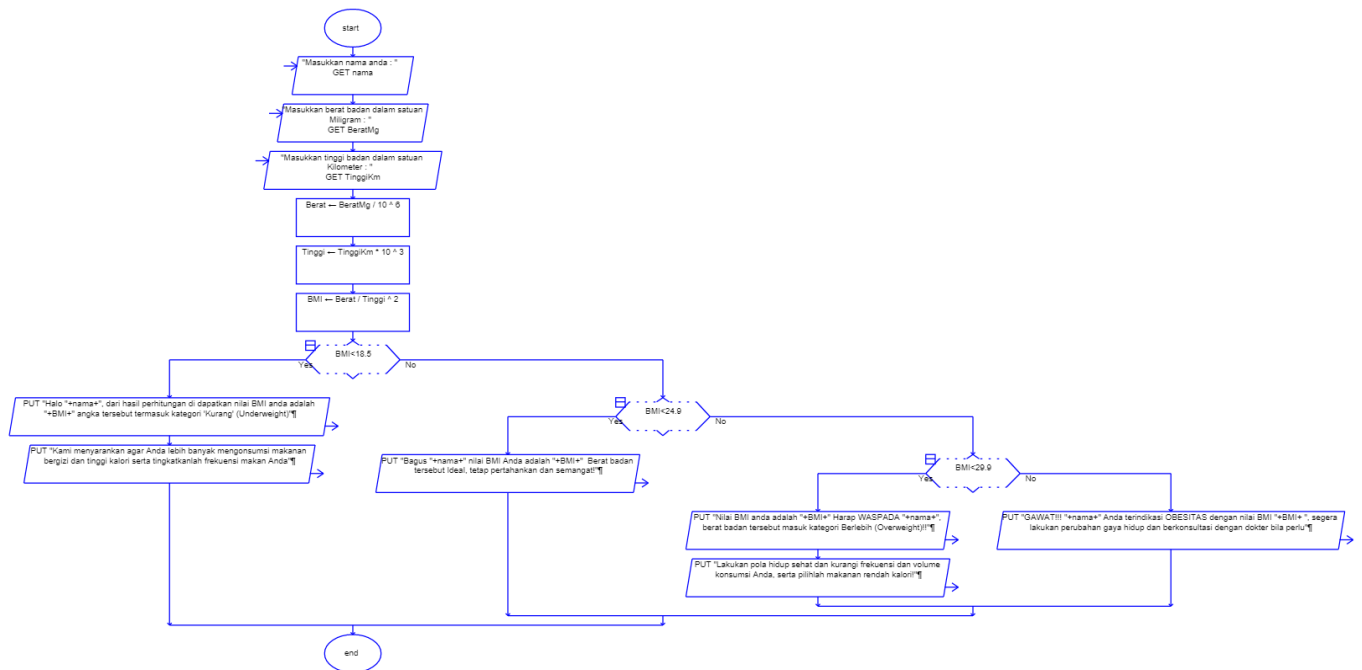 start
"Masukkan nama anda : "
GET nama
"Masukkan berat badan dalam satuan
Miligram : "
GET BeratMg
"Masukkan tinggi badan dalam satuan
Kilometer : "
GET TinggiKm
Berat ← BeratMg / 10 ^ 6
Tinggi ← TinggiKm * 10 ^ 3
BMI ← Berat / Tinggi ^ 2
BMI<18.5
Yes
No
PUT "Halo "+nama+", dari hasil perhitungan di dapatkan nilai BMI anda adalah
"+BMI+" angka tersebut termasuk kategori 'Kurang' (Underweight)"¶
PUT "Kami menyarankan agar Anda lebih banyak mengonsumsi makanan
bergizi dan tinggi kalori serta tingkatkanlah frekuensi makan Anda"¶
BMI<24.9
Yes
No
PUT "Bagus "+nama+" nilai BMI Anda adalah "+BMI+"  Berat badan
tersebut Ideal, tetap pertahankan dan semangat!"¶
BMI<29.9
Yes
No
PUT "Nilai BMI anda adalah "+BMI+" Harap WASPADA "+nama+",
berat badan tersebut masuk kategori Berlebih (Overweight)!!"¶
PUT "Lakukan pola hidup sehat dan kurangi frekuensi dan volume
konsumsi Anda, serta pilihlah makanan rendah kalori!"¶
PUT "GAWAT!!! "+nama+" Anda terindikasi OBESITAS dengan nilai BMI "+BMI+ ", segera
lakukan perubahan gaya hidup dan berkonsultasi dengan dokter bila perlu"¶
end